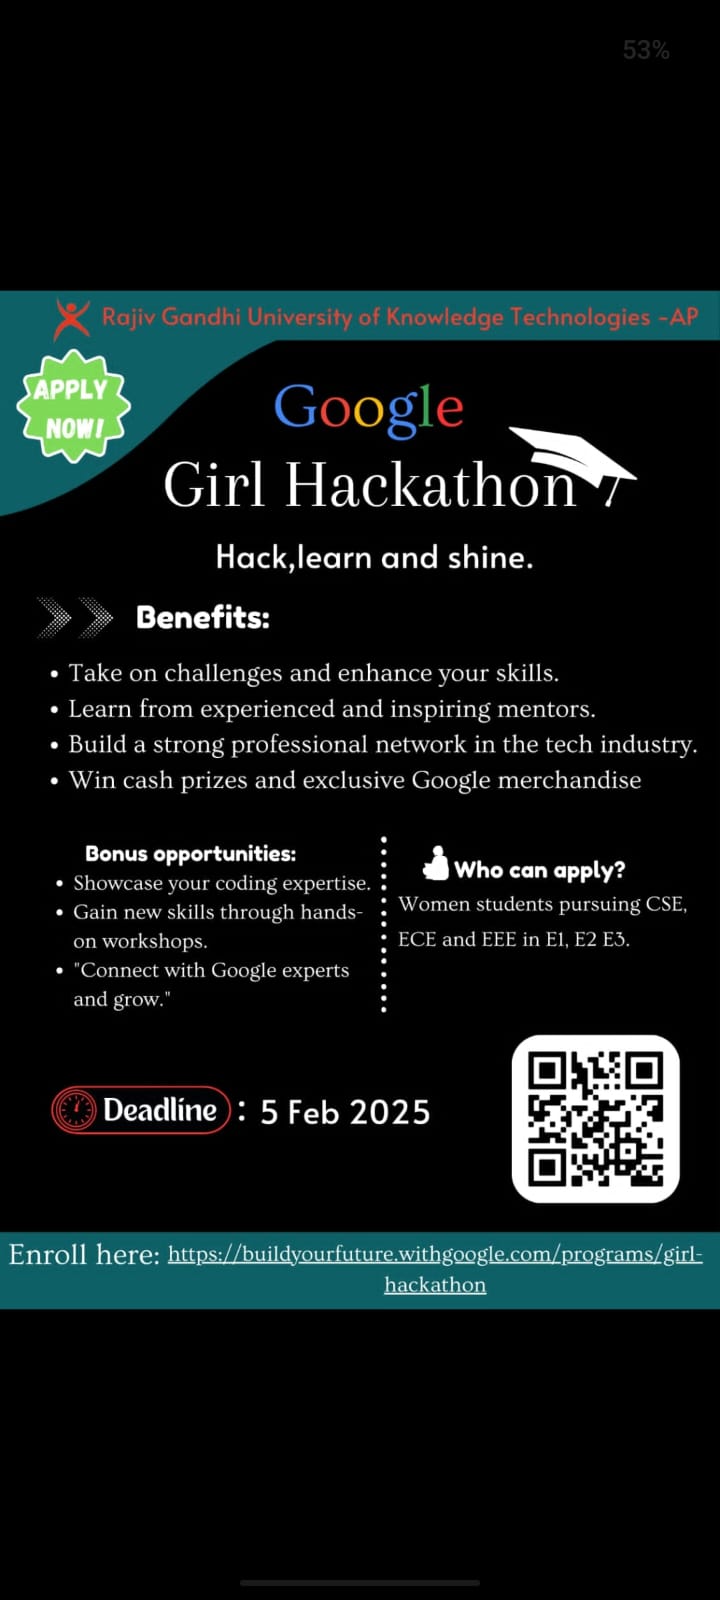 53%
Rajiv Gandhi University of Knowledge Technologies -AP
APPLY
NOW!
Google
Girl Hackathon
Hack,learn and shine.
Benefits:
• Take on challenges and enhance your skills.
• Learn from experienced and inspiring mentors.
• Build a strong professional network in the tech industry.
• Win cash prizes and exclusive Google merchandise
Bonus opportunities:
• Showcase your coding expertise.
• Gain new skills through hands-
on workshops.
• "Connect with Google experts
and grow."
Who can apply?
Women students pursuing CSE,
ECE and EEE in E1, E2 E3.
Deadline : 5 Feb 2025
Enroll here: https://buildyourfuture.withgoogle.com/programs/girl-
hackathon